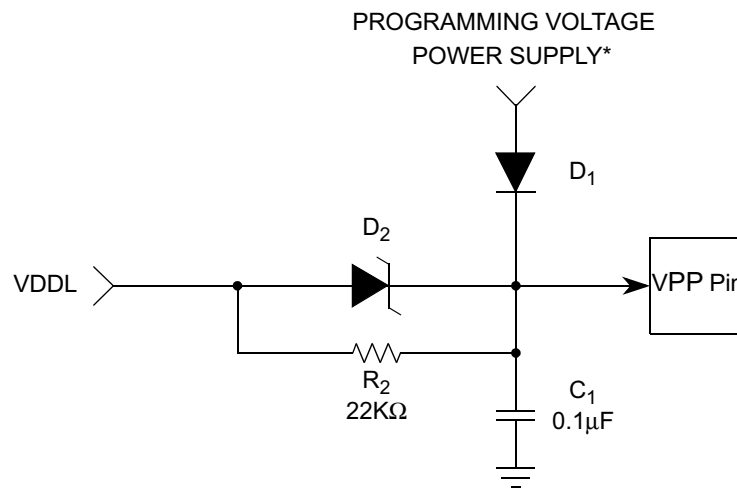 PROGRAMMING VOLTAGE
POWER SUPPLY*
D1
D2
VDDL
VPP Pin
R2
22KΩ
C1
0.1μF